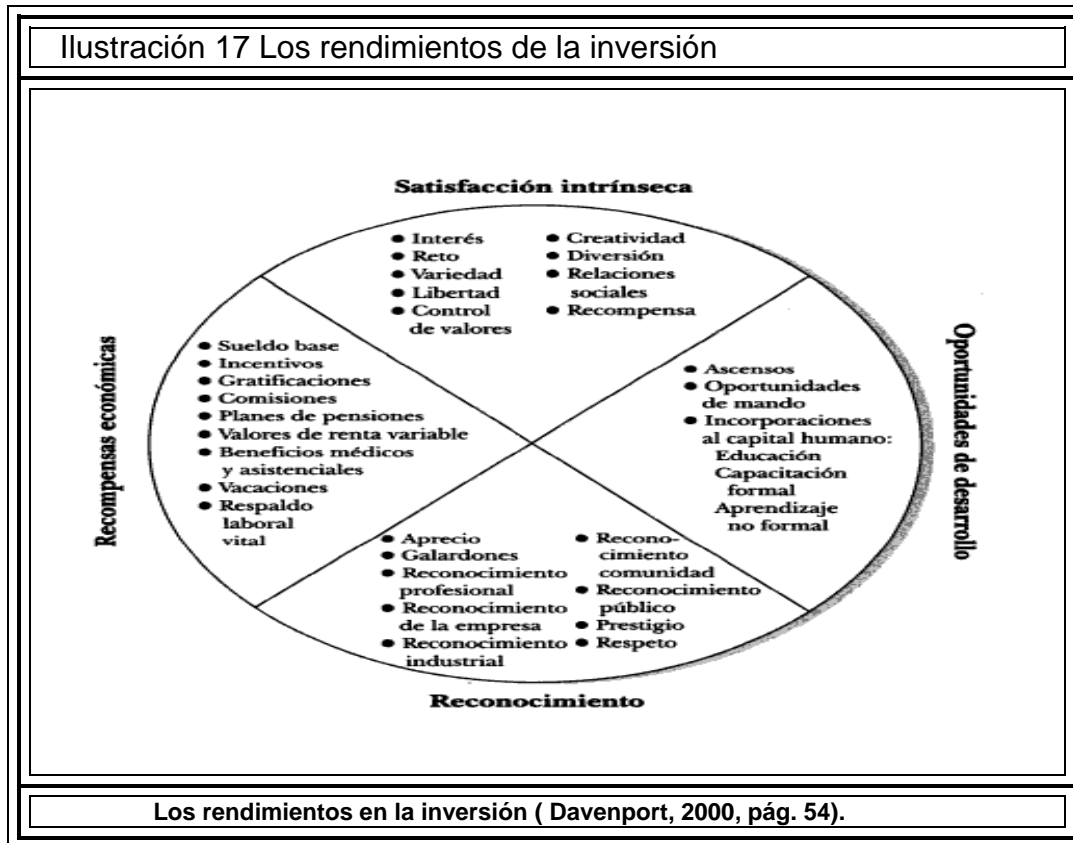 Ilustración 17 Los rendimientos de la inversión
Satisfacción intrínseca
● Interés
● Reto
● Variedad
● Libertad
● Control
de valores
● Creatividad
● Diversión
● Relaciones
sociales
● Recompensa
Recompensas económicas
● Sueldo base
● Incentivos
● Gratificaciones
● Comisiones
● Planes de pensiones
● Valores de renta variable
● Beneficios médicos
y asistenciales
● Vacaciones
● Respaldo
laboral
vital
● Ascensos
● Oportunidades
de mando
● Incorporaciones
al capital humano:
Educación
Capacitación
formal
Aprendizaje
no formal
Oportunidades de desarrollo
● Aprecio
● Galardones
● Reconocimiento
profesional
● Reconocimiento
de la empresa
● Reconocimiento
industrial
● Recono-
cimiento
comunidad
● Reconocimiento
público
● Prestigio
● Respeto
Reconocimiento
Los rendimientos en la inversión ( Davenport, 2000, pág. 54).